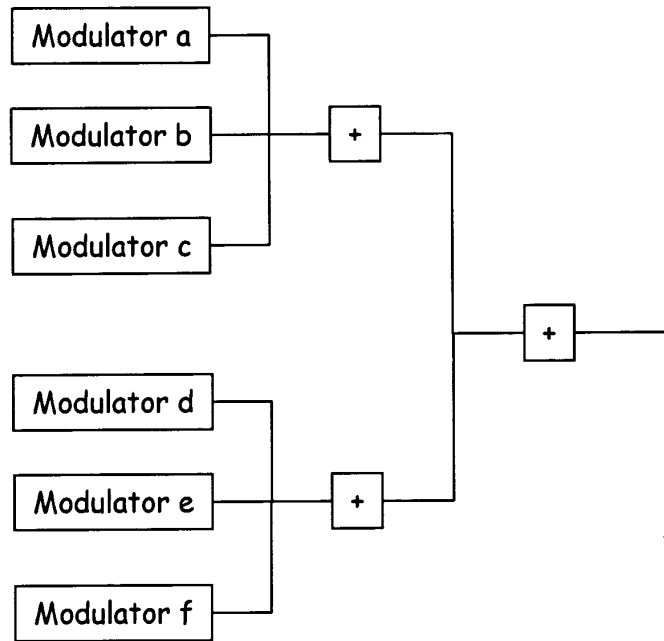 Modulator a
Modulator b
+
Modulator c
+
Modulator d
Modulator e
+
Modulator f